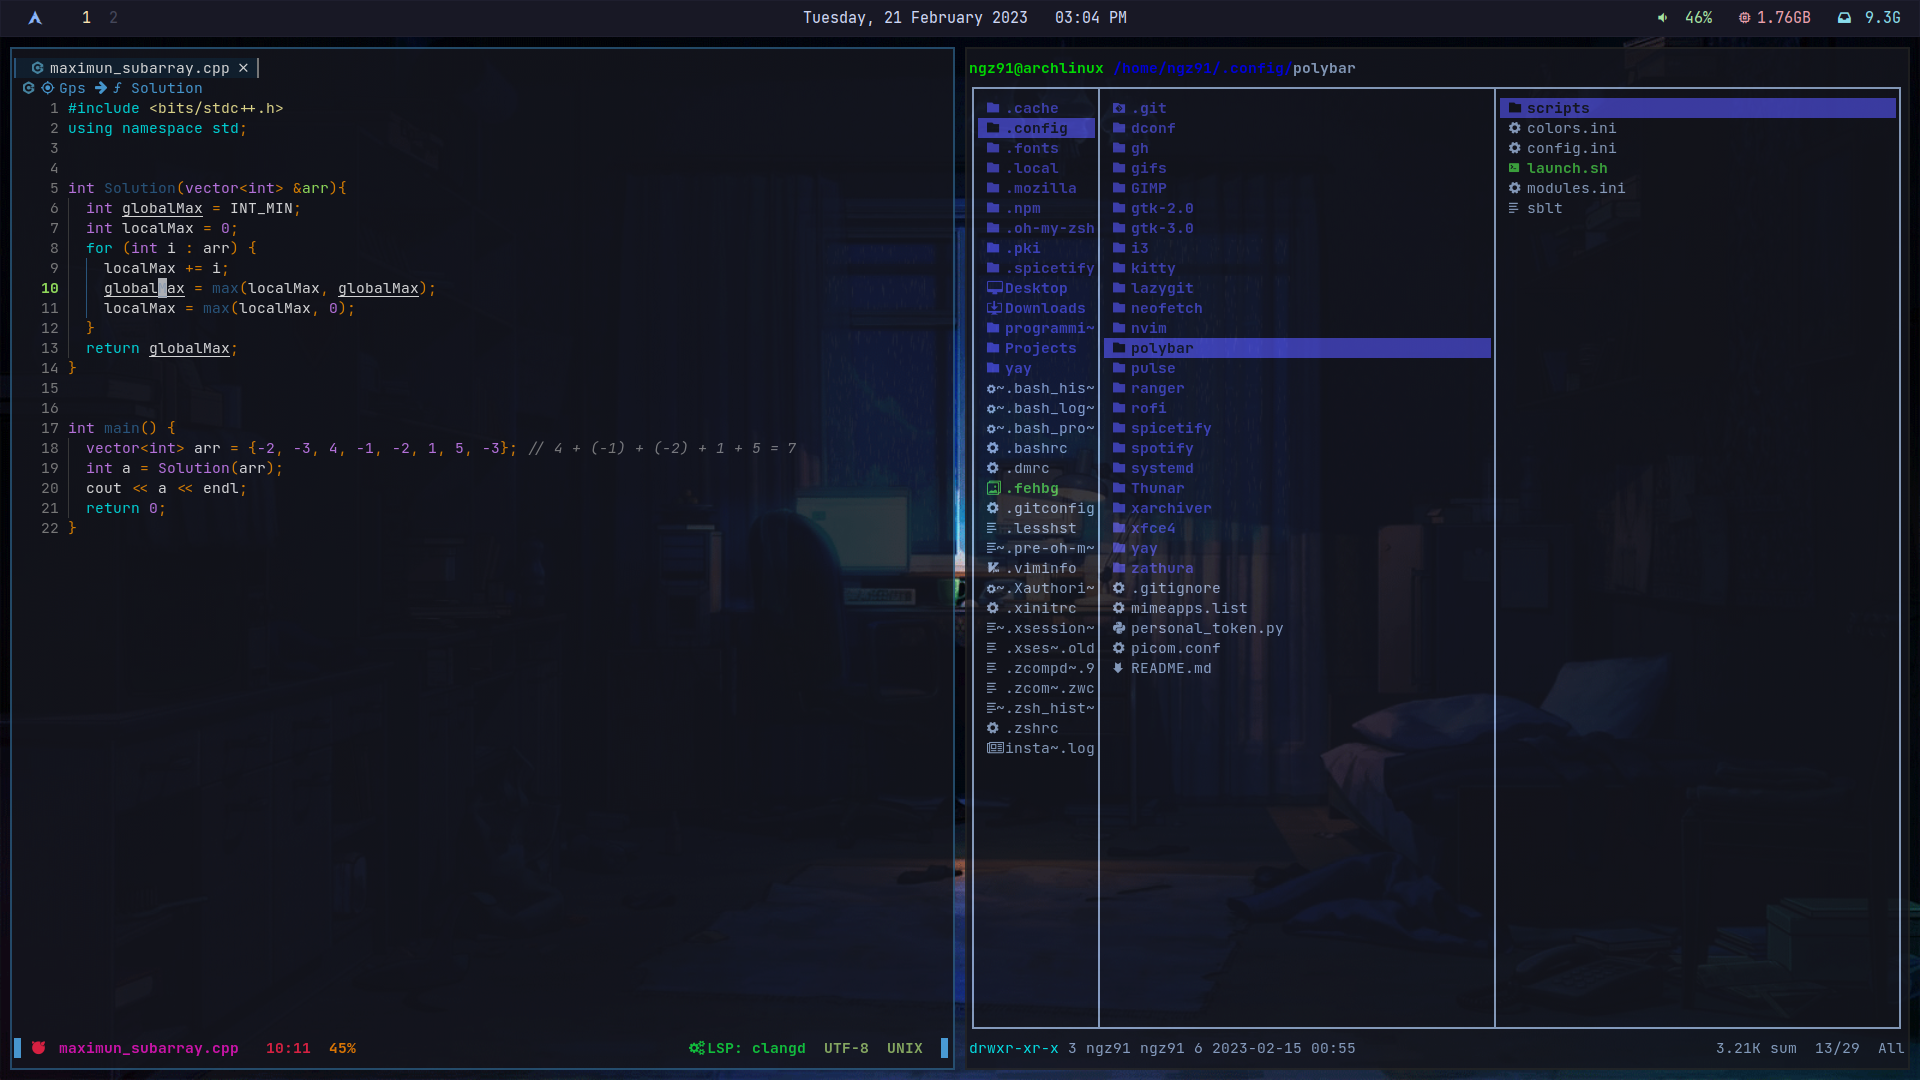 1 2
Tuesday, 21 February 2023 03:04 PM
46% 1.76GB 9.3G
maximun_subarray.cpp ×
Gps Solution
1 #include <bits/stdc++.h>
2 using namespace std;
3
4
5 int Solution(vector<int> &arr){
6 int globalMax = INT_MIN;
7 int localMax = 0;
8 for (int i : arr) {
9 localMax += i;
10 globalMax = max(localMax, globalMax);
11 localMax = max(localMax, 0);
12 }
13 return globalMax;
14 }
15
16
17 int main() {
18 vector<int> arr = {-2, -3, 4, -1, -2, 1, 5, -3}; // 4 + (-1) + (-2) + 1 + 5 = 7
19 int a = Solution(arr);
20 cout << a << endl;
21 return 0;
22 }
maximun_subarray.cpp 10:11 45%
LSP: clangd UTF-8 UNIX
ngz91@archlinux /home/ngz91/.config/polybar
.cache
.config
.fonts
.local
.mozilla
.npm
.oh-my-zsh
.pki
.spicetify
Desktop
Downloads
programmi~
Projects
yay
~.bash_his~
~.bash_log~
~.bash_pro~
.bashrc
.dmrc
.fehbg
.gitconfig
.lesshst
~.pre-oh-m~
.viminfo
~.Xauthori~
.xinitrc
~.xsession~
.xses~.old
.zcompd~.9
.zcom~.zwc
~.zsh_hist~
.zshrc
insta~.log
.git
dconf
gh
gifs
GIMP
gtk-2.0
gtk-3.0
i3
kitty
lazygit
neofetch
nvim
polybar
pulse
ranger
rofi
spicetify
spotify
systemd
Thunar
xarchiver
xfce4
yay
zathura
.gitignore
mimeapps.list
personal_token.py
picom.conf
README.md
scripts
colors.ini
config.ini
launch.sh
modules.ini
sblt
drwxr-xr-x 3 ngz91 ngz91 6 2023-02-15 00:55
3.21K sum 13/29 All